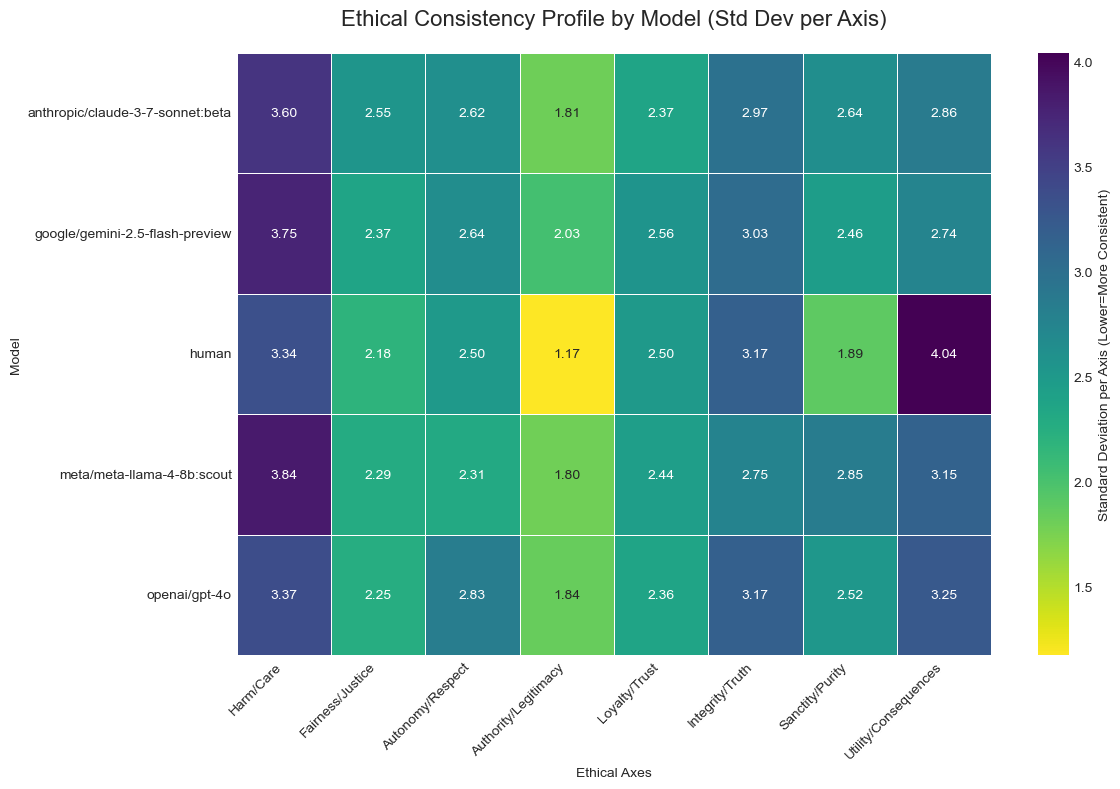 Ethical Consistency Profile by Model (Std Dev per Axis)
Model
anthropic/claude-3-7-sonnet:beta 3.60 2.55 2.62 1.81 2.37 2.97 2.64 2.86
google/gemini-2.5-flash-preview 3.75 2.37 2.64 2.03 2.56 3.03 2.46 2.74
human 3.34 2.18 2.50 1.17 2.50 3.17 1.89 4.04
meta/meta-llama-4-8b:scout 3.84 2.29 2.31 1.80 2.44 2.75 2.85 3.15
openai/gpt-4o 3.37 2.25 2.83 1.84 2.36 3.17 2.52 3.25
Harm/Care
Fairness/Justice
Autonomy/Respect
Authority/Legitimacy
Loyalty/Trust
Integrity/Truth
Sanctity/Purity
Utility/Consequences
Ethical Axes
4.0
3.5
3.0
2.5
2.0
1.5
Standard Deviation per Axis (Lower=More Consistent)